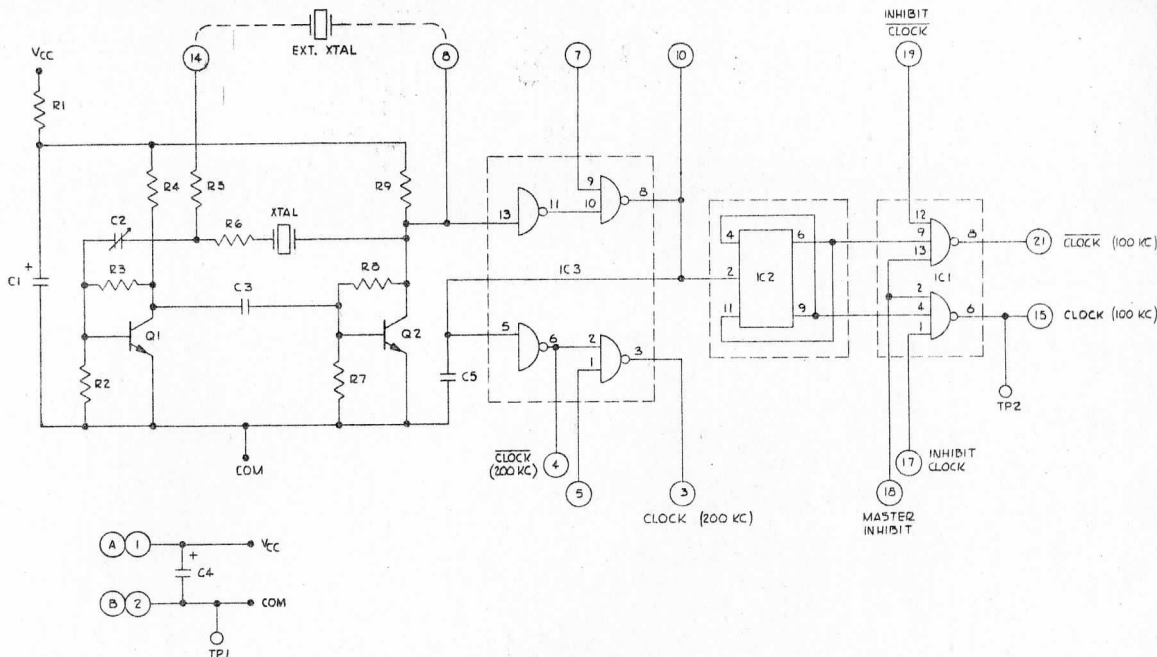 INHIBIT
CLOCK
19
EXT. XTAL
14
8
7
10
VCC
R1
R4
R5
R9
9
8
13
11
10
12
C2
R6
XTAL
4
6
9
8
21
CLOCK (100 KC)
13
IC1
C1
+
R3
R8
IC3
2
IC2
C3
2
11
9
4
6
15
CLOCK (100 KC)
Q1
Q2
5
6
2
3
1
1
R2
R7
C5
TP2
COM
CLOCK
(200 KC)
4
5
3
CLOCK (200 KC)
17
INHIBIT
CLOCK
18
MASTER
INHIBIT
A
1
VCC
+
C4
B
2
COM
TP1